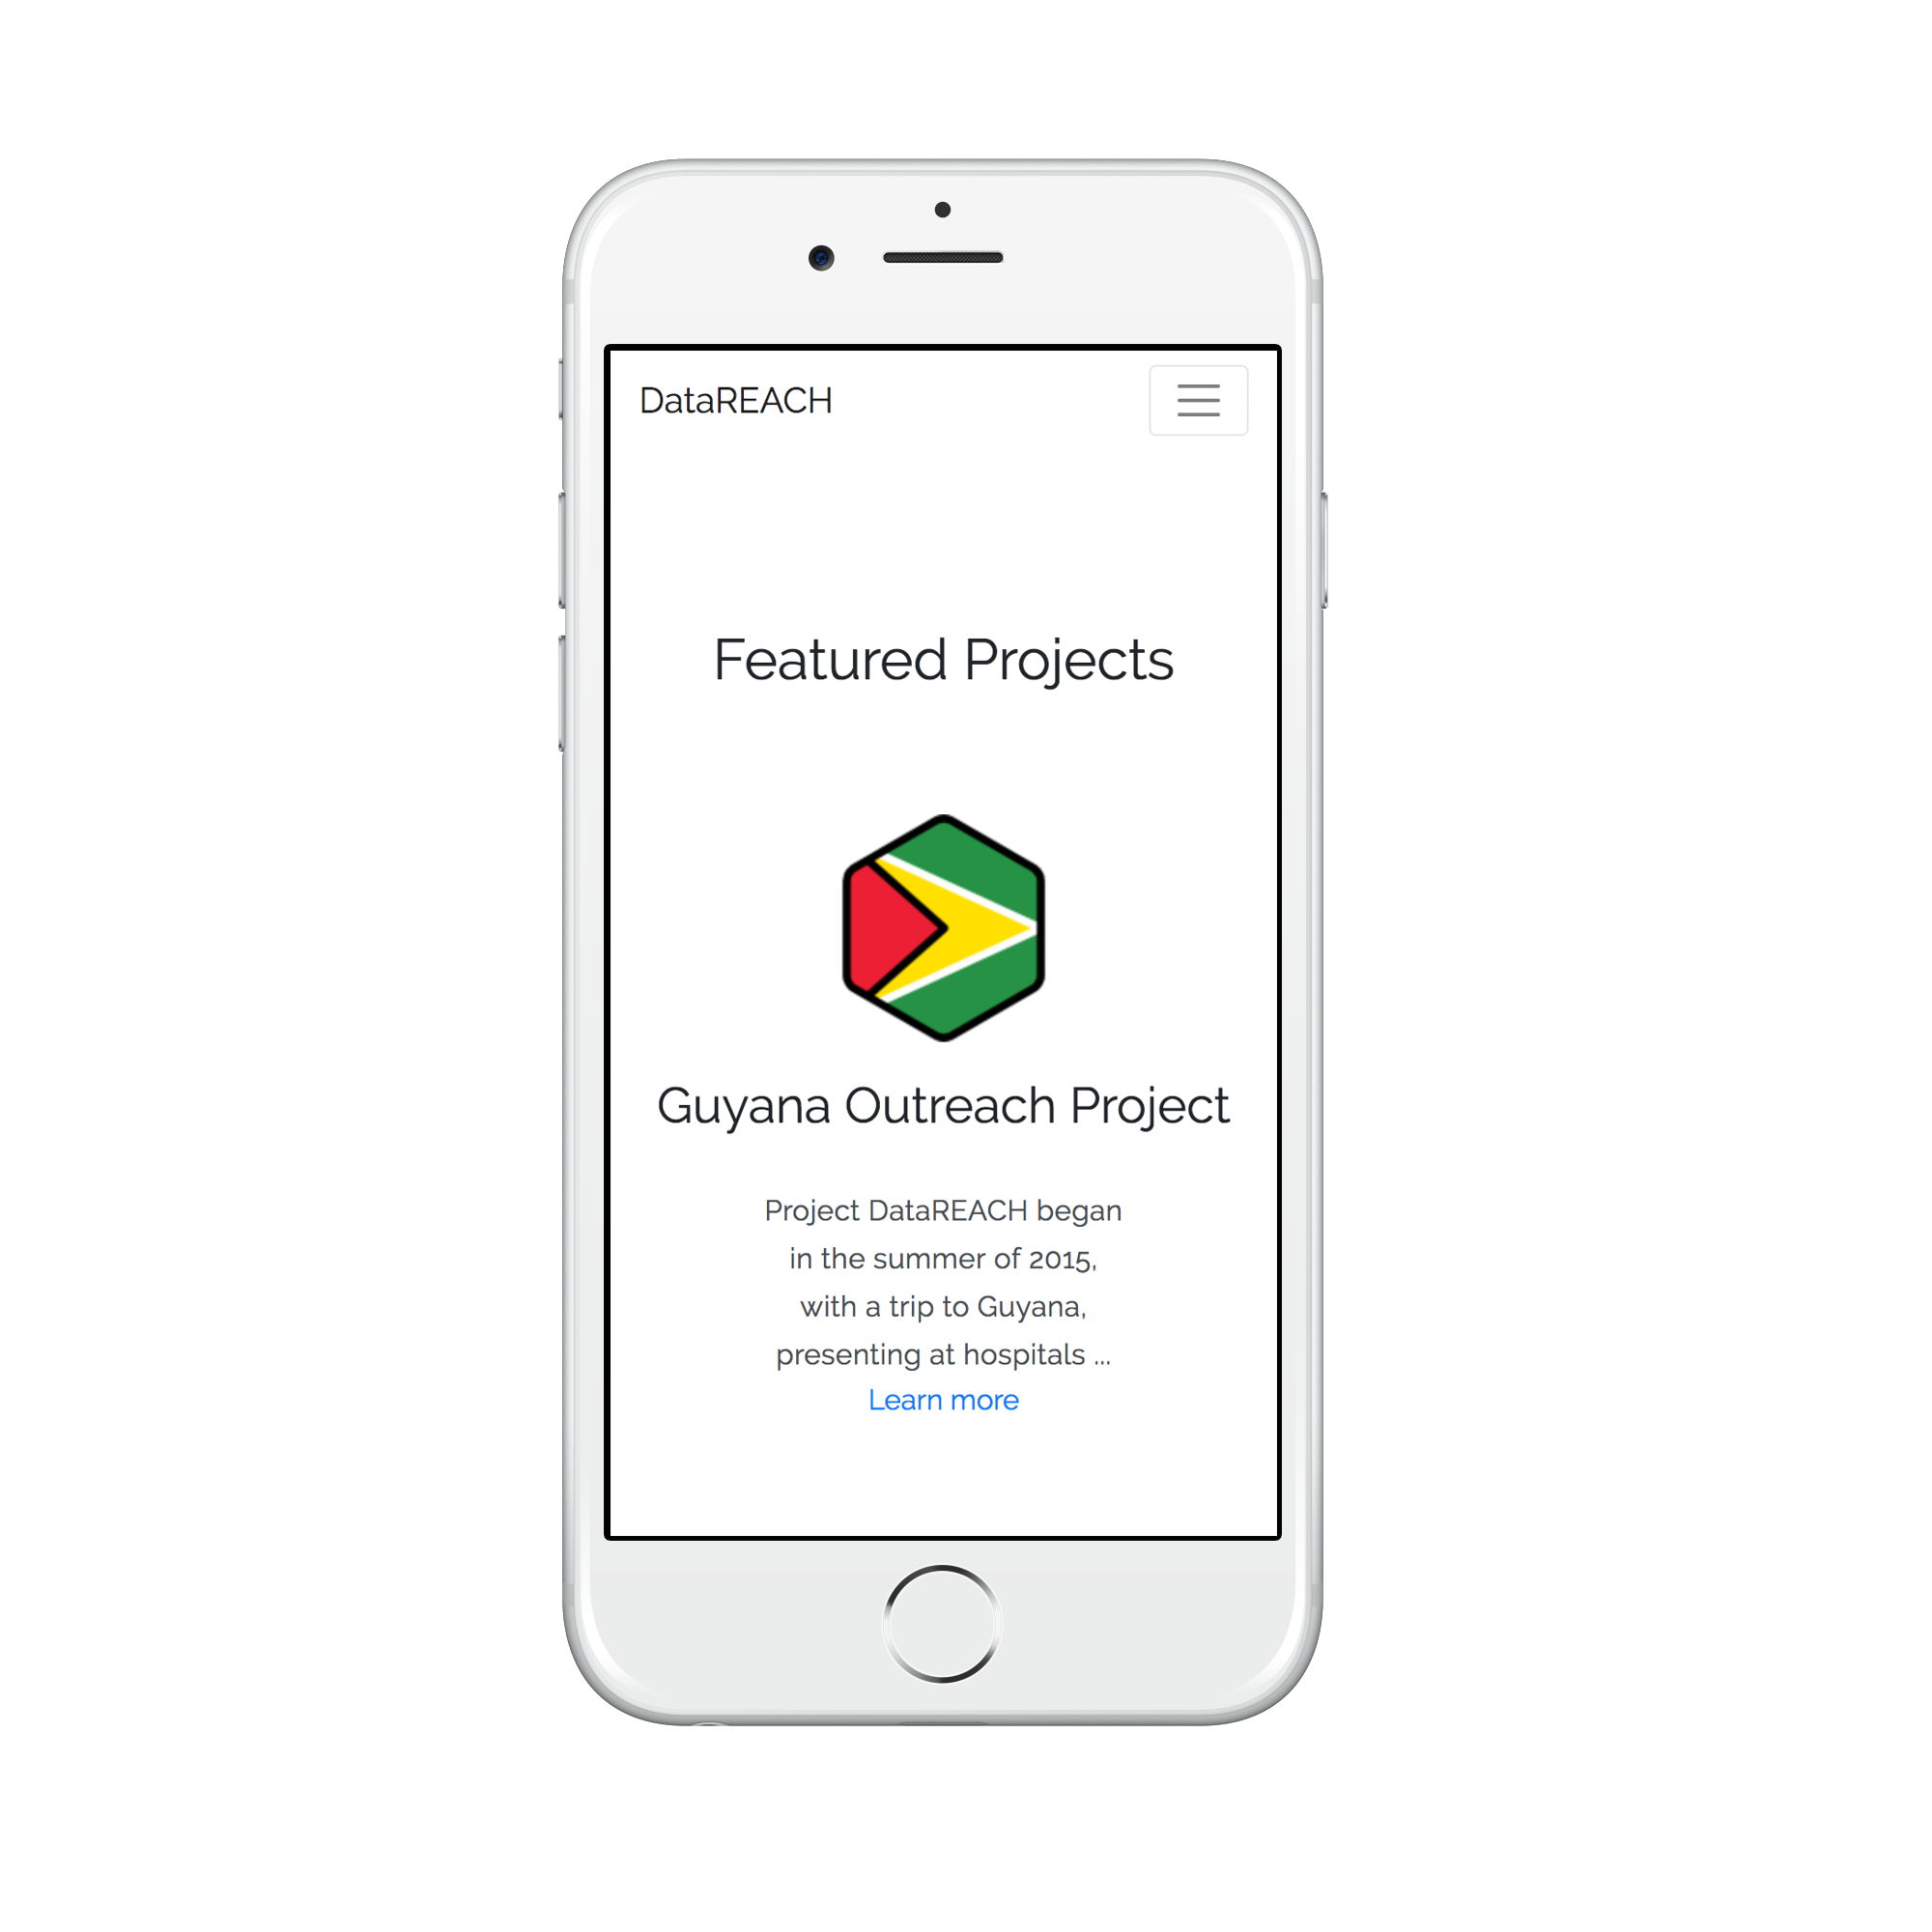 DataREACH
Featured Projects
Guyana Outreach Project
Project DataREACH began
in the summer of 2015,
with a trip to Guyana,
presenting at hospitals ...
Learn more